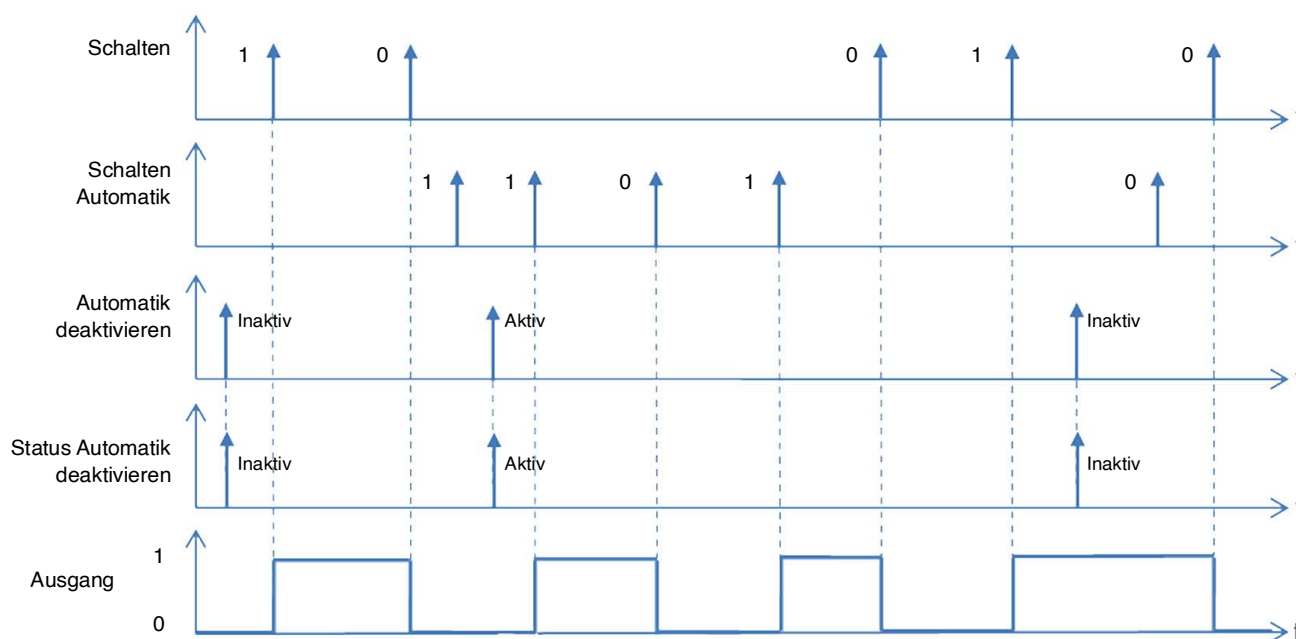 Schalten
1
0
0
1
0
Schalten
Automatik
1
1
0
1
0
Automatik
deaktivieren
Inaktiv
Aktiv
Inaktiv
Status Automatik
deaktivieren
Inaktiv
Aktiv
Inaktiv
1
Ausgang
0